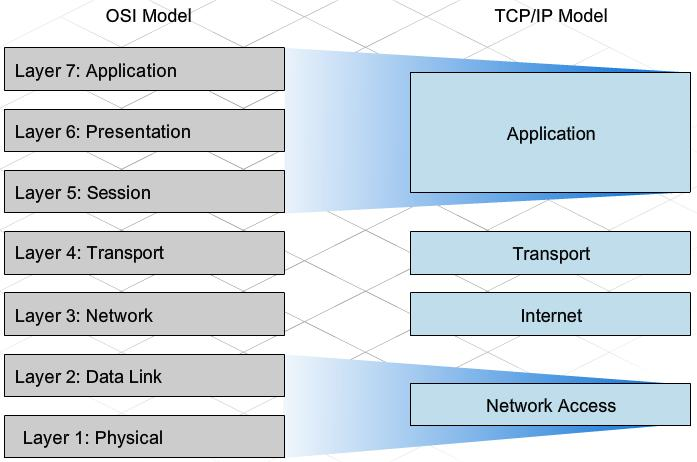 OSI Model
TCP/IP Model
Layer 7: Application
Layer 6: Presentation
Layer 5: Session
Layer 4: Transport
Layer 3: Network
Layer 2: Data Link
Layer 1: Physical
Application
Transport
Internet
Network Access